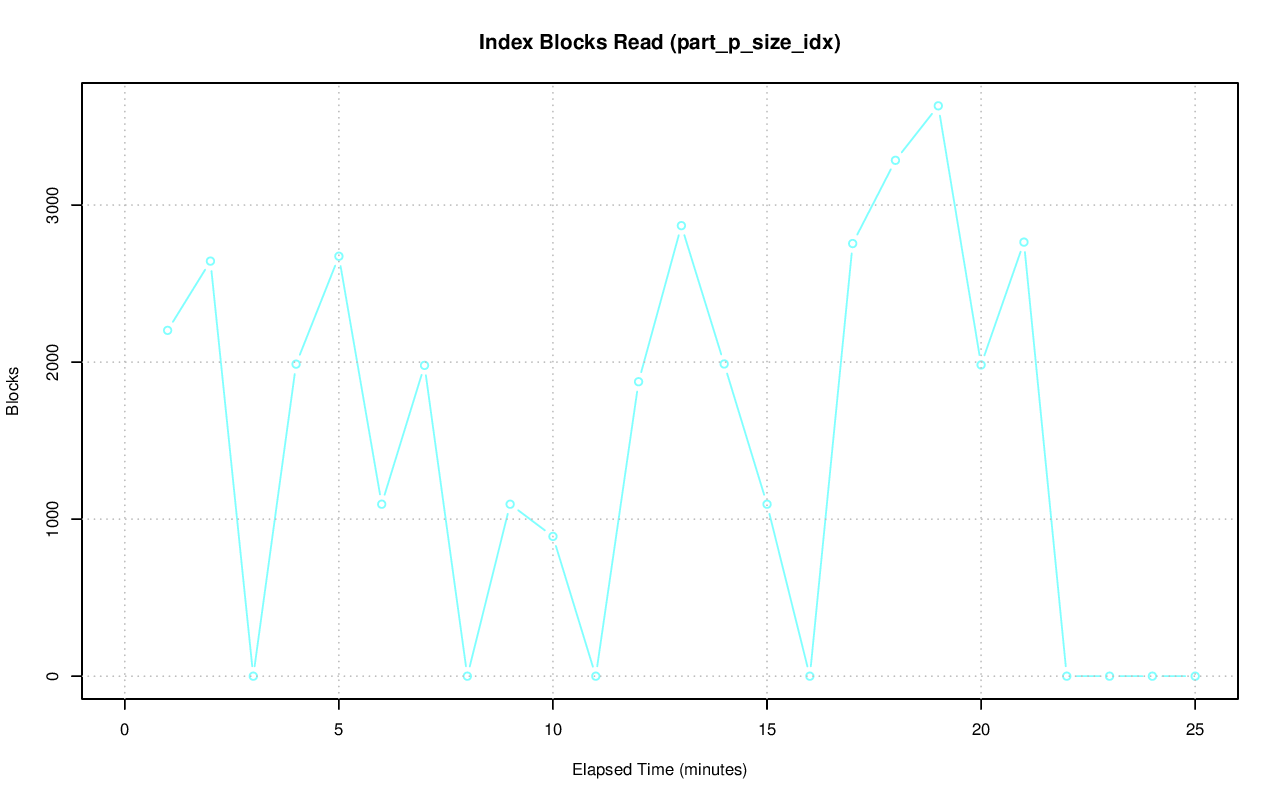 Index Blocks Read (part_p_size_idx)
Blocks
3000
2000
1000
0
0 5 10 15 20 25
Elapsed Time (minutes)